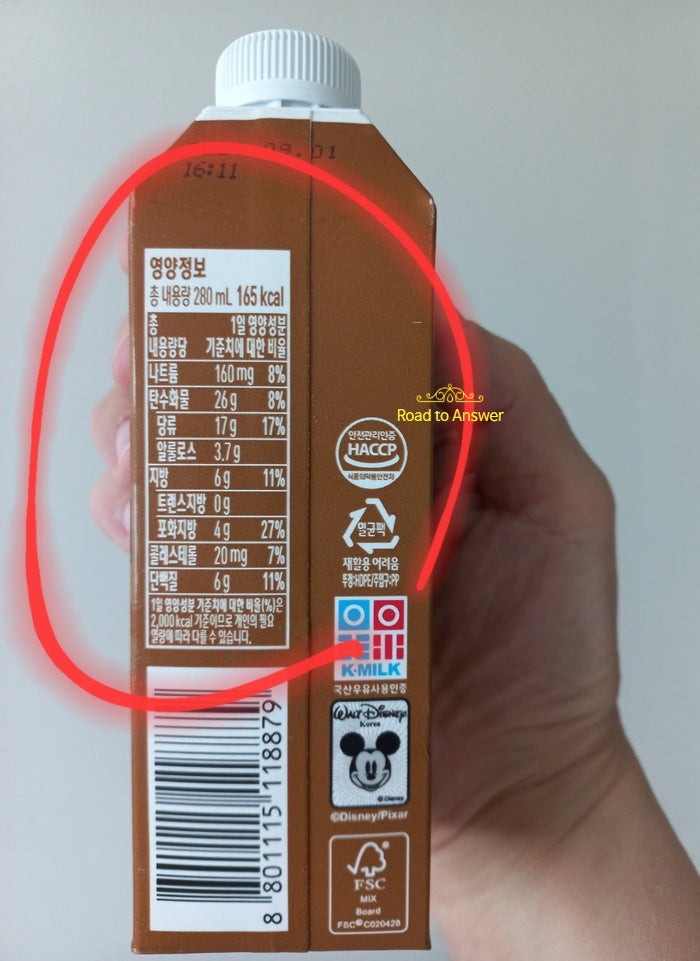 09.01
16:11
영양정보
총 내용량 280 mL 165 kcal
총 1일 영양성분
내용량당 기준치에 대한 비율
나트륨 160 mg 8%
탄수화물 26 g 8%
당류 17 g 17%
알룰로스 3.7 g
지방 6 g 11%
트랜스지방 0 g
포화지방 4 g 27%
콜레스테롤 20 mg 7%
단백질 6 g 11%
1일 영양성분 기준치에 대한 비율(%)은
2,000 kcal 기준이므로 개인의 필요
열량에 따라 다를 수 있습니다.
8 801115 118879
Road to Answer
안전관리인증
HACCP
식품의약품안전처
멸균팩
재활용 어려움
뚜껑:HDPE/주입구:PP
K·MILK
국산우유사용인증
Walt Disney
Korea
© Disney
©Disney/Pixar
FSC
MIX
Board
FSC® C020428